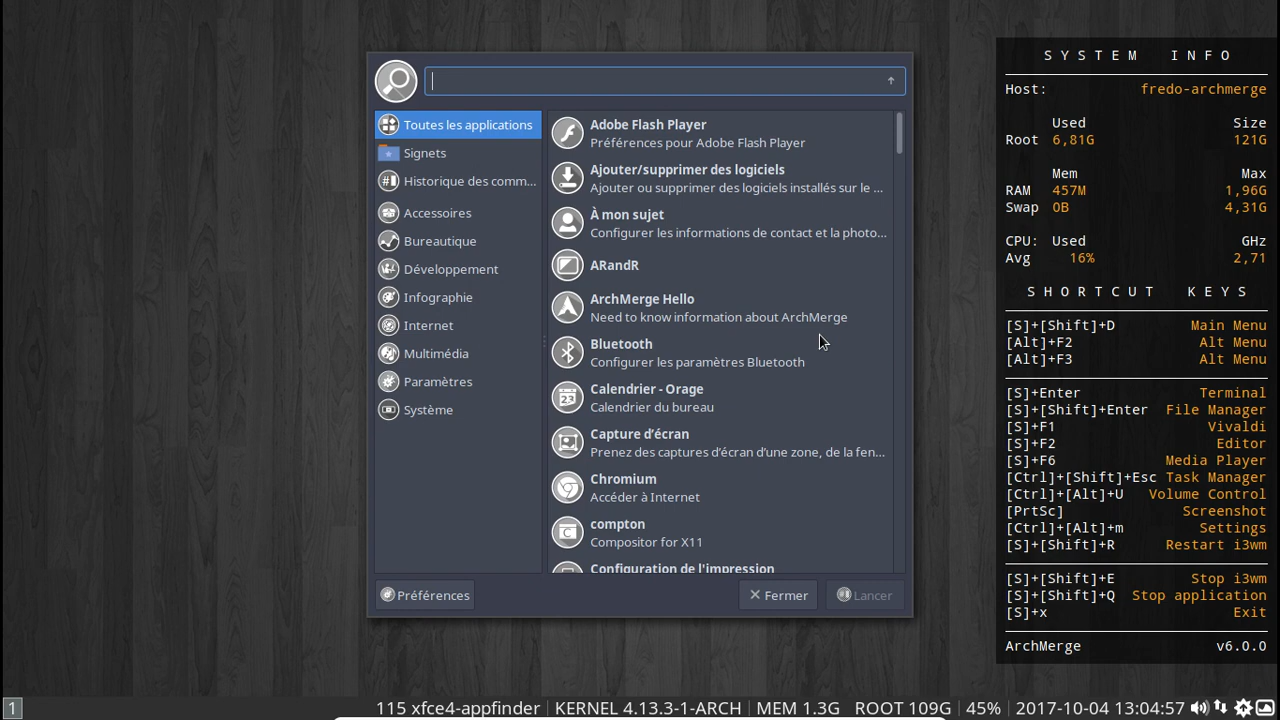 Toutes les applications
Signets
Historique des comm...
Accessoires
Bureautique
Développement
Infographie
Internet
Multimédia
Paramètres
Système
Adobe Flash Player
Préférences pour Adobe Flash Player
Ajouter/supprimer des logiciels
Ajouter ou supprimer des logiciels installés sur le ...
À mon sujet
Configurer les informations de contact et la photo...
ARandR
ArchMerge Hello
Need to know information about ArchMerge
Bluetooth
Configurer les paramètres Bluetooth
Calendrier - Orage
Calendrier du bureau
Capture d’écran
Prenez des captures d’écran d’une zone, de la fen...
Chromium
Accéder à Internet
compton
Compositor for X11
Configuration de l'impression
Préférences
Fermer
Lancer
SYSTEM INFO
Host: fredo-archmerge
Used Size
Root 6,81G 121G
Mem Max
RAM 457M 1,96G
Swap 0B 4,31G
CPU: Used GHz
Avg 16% 2,71
SHORTCUT KEYS
[S]+[Shift]+D Main Menu
[Alt]+F2 Alt Menu
[Alt]+F3 Alt Menu
[S]+Enter Terminal
[S]+[Shift]+Enter File Manager
[S]+F1 Vivaldi
[S]+F2 Editor
[S]+F6 Media Player
[Ctrl]+[Shift]+Esc Task Manager
[Ctrl]+[Alt]+U Volume Control
[PrtSc] Screenshot
[Ctrl]+[Alt]+m Settings
[S]+[Shift]+R Restart i3wm
[S]+[Shift]+E Stop i3wm
[S]+[Shift]+Q Stop application
[S]+x Exit
ArchMerge v6.0.0
1 115 xfce4-appfinder KERNEL 4.13.3-1-ARCH MEM 1.3G ROOT 109G 45% 2017-10-04 13:04:57